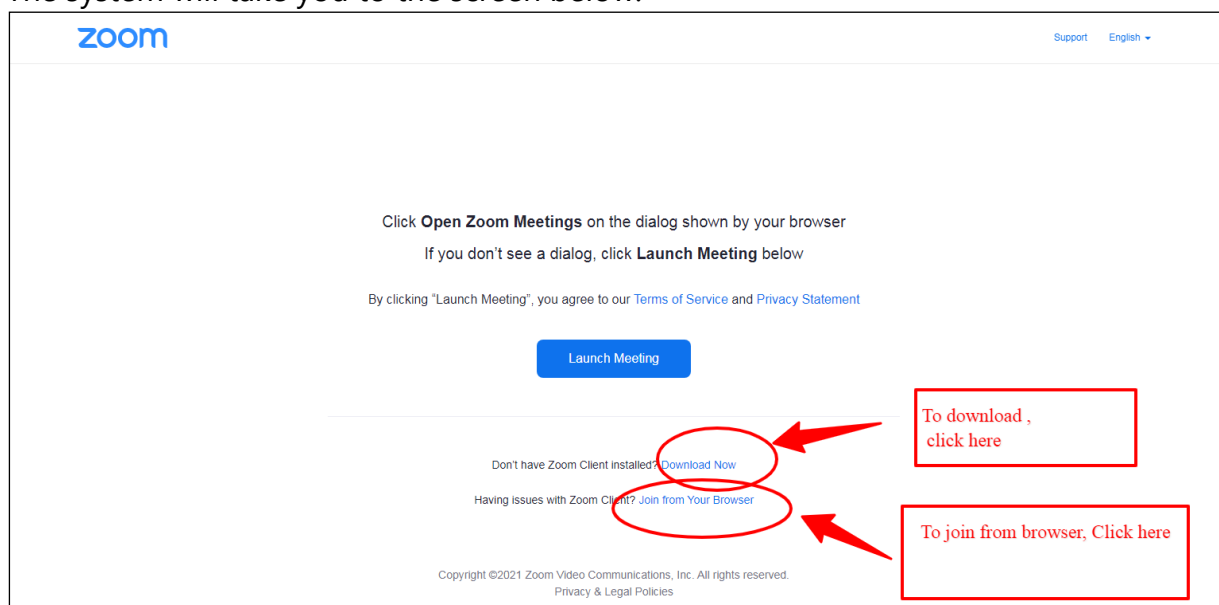 The system will take you to the screen below.
zoom
Support English
Click Open Zoom Meetings on the dialog shown by your browser
If you don't see a dialog, click Launch Meeting below
By clicking "Launch Meeting", you agree to our Terms of Service and Privacy Statement
Launch Meeting
To download ,
click here
Don't have Zoom Client installed? Download Now
Having issues with Zoom Client? Join from Your Browser
To join from browser, Click here
Copyright ©2021 Zoom Video Communications, Inc. All rights reserved.
Privacy & Legal Policies